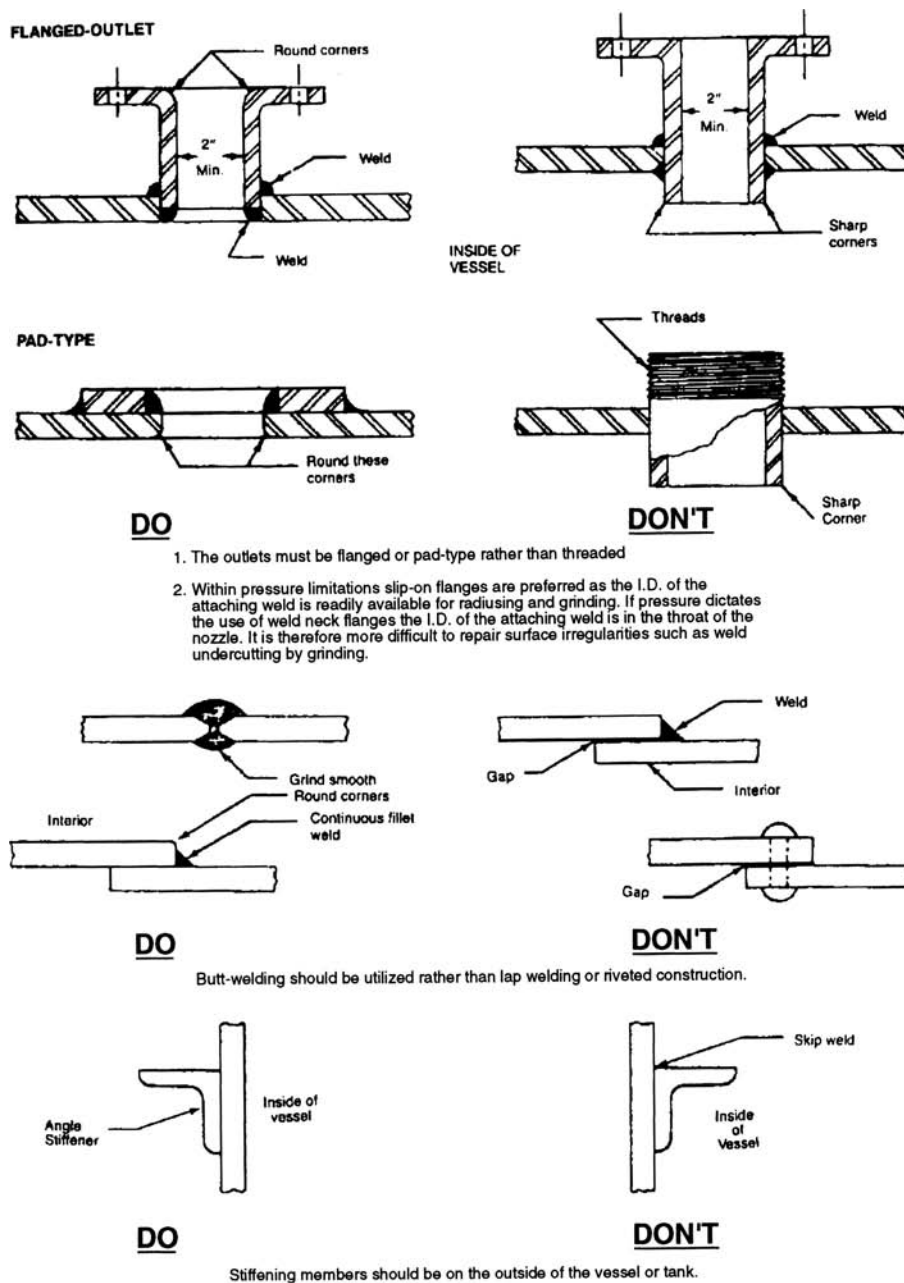 FLANGED-OUTLET
Round corners
2"
Min.
Weld
Weld
2"
Min.
Weld
Sharp
corners
INSIDE OF
VESSEL
PAD-TYPE
Round these
corners
Threads
Sharp
Corner
DO
DON'T
1. The outlets must be flanged or pad-type rather than threaded
2. Within pressure limitations slip-on flanges are preferred as the I.D. of the
attaching weld is readily available for radiusing and grinding. If pressure dictates
the use of weld neck flanges the I.D. of the attaching weld is in the throat of the
nozzle. It is therefore more difficult to repair surface irregularities such as weld
undercutting by grinding.
Grind smooth
Round corners
Interior
Continuous fillet
weld
Weld
Gap
Interior
Gap
DO
DON'T
Butt-welding should be utilized rather than lap welding or riveted construction.
Angle
Stiffener
Inside of
vessel
Skip weld
Inside
of
Vessel
DO
DON'T
Stiffening members should be on the outside of the vessel or tank.